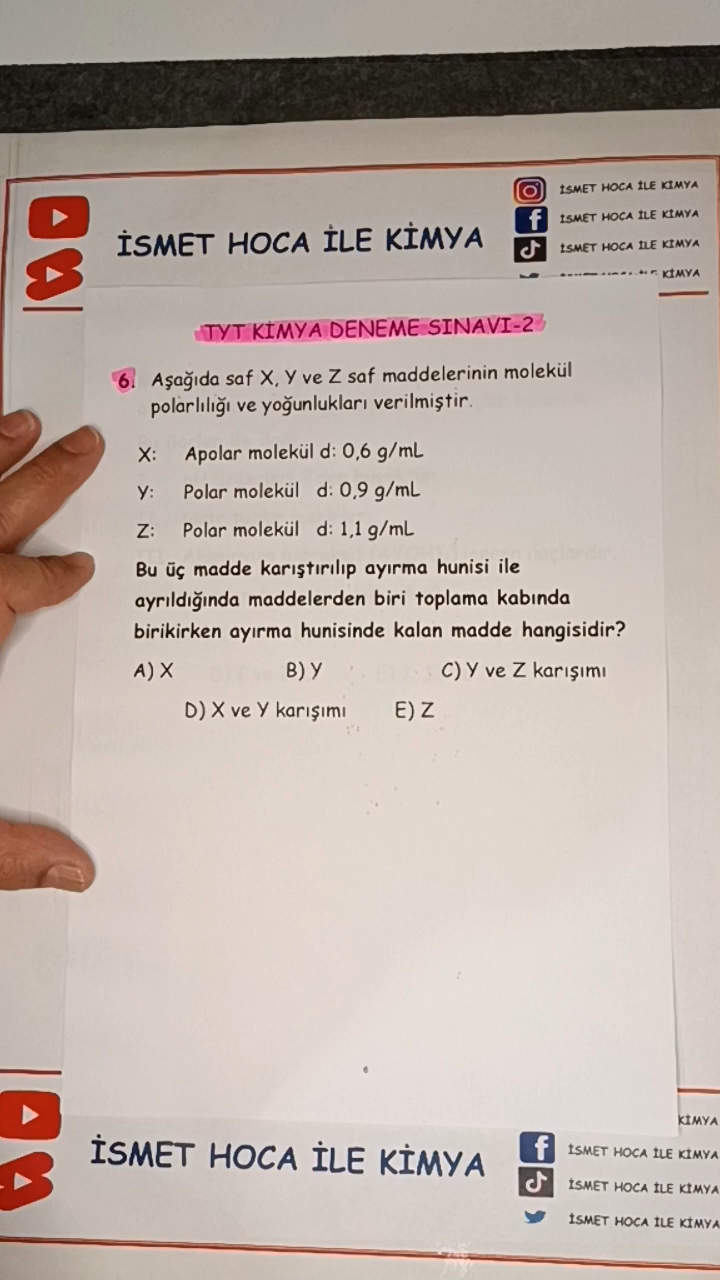 İSMET HOCA İLE KİMYA
İSMET HOCA İLE KİMYA
İSMET HOCA İLE KİMYA
İSMET HOCA İLE KİMYA
KİMYA
TYT KİMYA DENEME SINAVI-2
6. Aşağıda saf X, Y ve Z saf maddelerinin molekül
polarlılığı ve yoğunlukları verilmiştir.
X: Apolar molekül d: 0,6 g/mL
Y: Polar molekül d: 0,9 g/mL
Z: Polar molekül d: 1,1 g/mL
Bu üç madde karıştırılıp ayırma hunisi ile
ayrıldığında maddelerden biri toplama kabında
birikirken ayırma hunisinde kalan madde hangisidir?
A) X B) Y C) Y ve Z karışımı
D) X ve Y karışımı E) Z
KİMYA
İSMET HOCA İLE KİMYA
İSMET HOCA İLE KİMYA
İSMET HOCA İLE KİMYA
İSMET HOCA İLE KİMYA